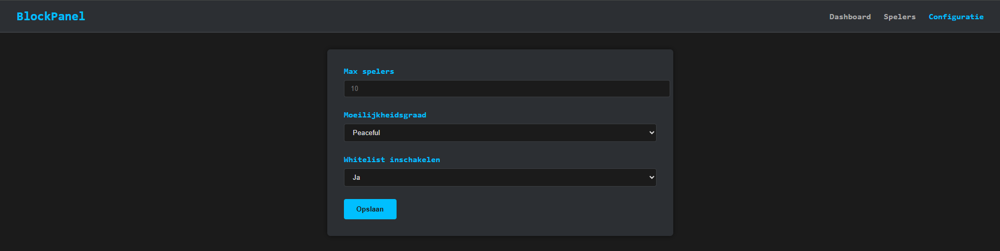 BlockPanel
Dashboard Spelers Configuratie
Max spelers
10
Moeilijkheidsgraad
Peaceful
Whitelist inschakelen
Ja
Opslaan